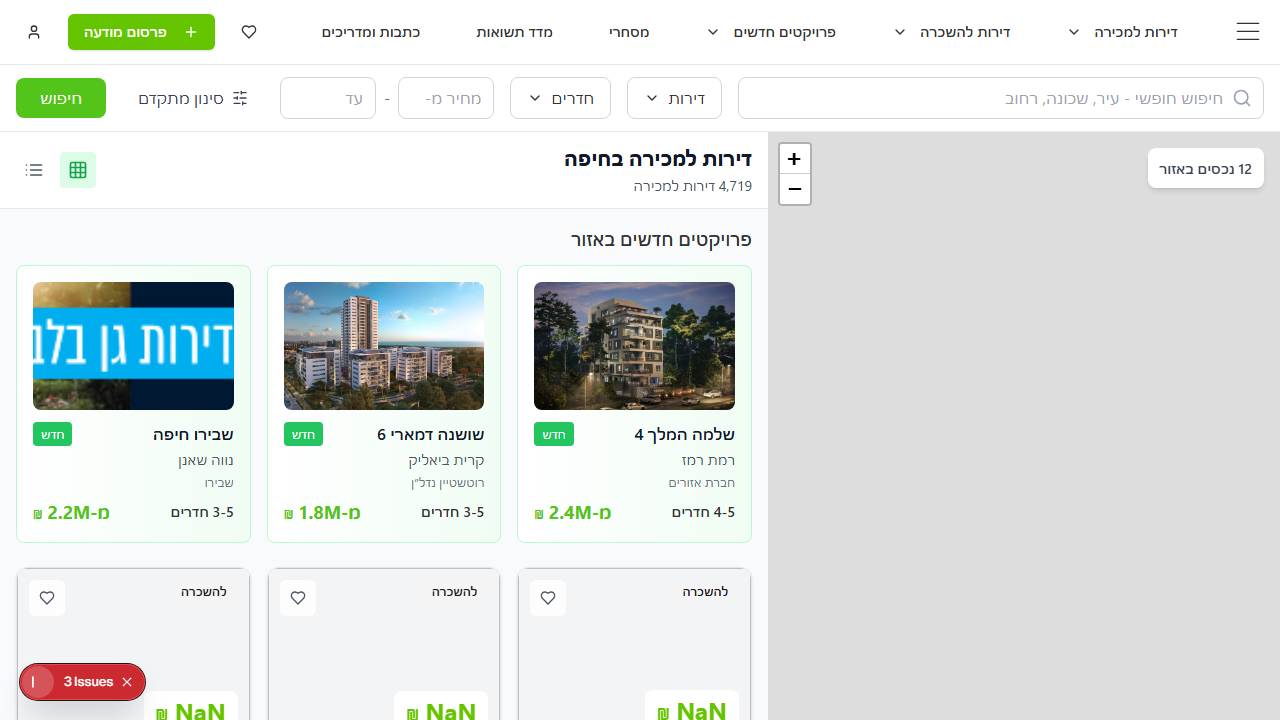 דירות למכירה
דירות להשכרה
פרויקטים חדשים
מסחרי
מדד תשואות
כתבות ומדריכים
פרסום מודעה
חיפוש חופשי - עיר, שכונה, רחוב
דירות
חדרים
מחיר מ-
-
עד
סינון מתקדם
חיפוש
12 נכסים באזור
+
−
דירות למכירה בחיפה
4,719 דירות למכירה
פרויקטים חדשים באזור
שלמה המלך 4
חדש
רמת רמז
חברת אזורים
4-5 חדרים
מ-2.4M ₪
שושנה דמארי 6
חדש
קרית ביאליק
רוטשטיין נדל"ן
3-5 חדרים
מ-1.8M ₪
דירות גן בלב
שבירו חיפה
חדש
נווה שאנן
שבירו
3-5 חדרים
מ-2.2M ₪
להשכרה
NaN ₪
להשכרה
NaN ₪
להשכרה
NaN ₪
3 Issues